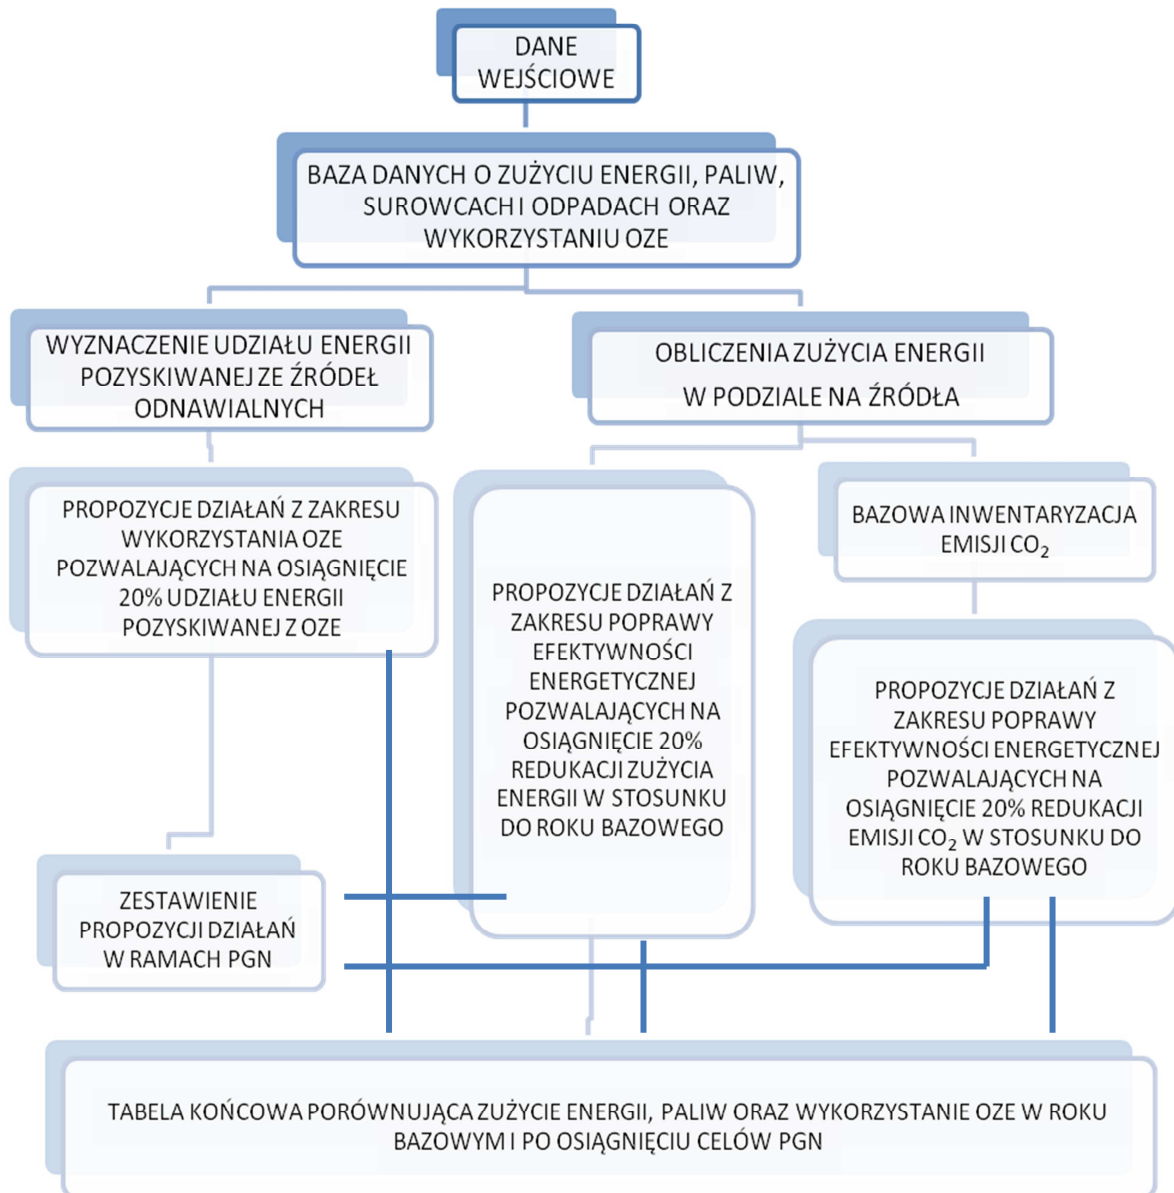 DANE
WEJŚCIOWE
BAZA DANYCH O ZUŻYCIU ENERGII, PALIW,
SUROWCACH I ODPADACH ORAZ
WYKORZYSTANIU OZE
WYZNACZENIE UDZIAŁU ENERGII
POZYSKIWANEJ ZE ŹRÓDEŁ
ODNAWIALNYCH
OBLICZENIA ZUŻYCIA ENERGII
W PODZIALE NA ŹRÓDŁA
PROPOZYCJE DZIAŁAŃ Z ZAKRESU
WYKORZYSTANIA OZE
POZWALAJĄCYCH NA OSIĄGNIĘCIE
20% UDZIAŁU ENERGII
POZYSKIWANEJ Z OZE
PROPOZYCJE DZIAŁAŃ Z
ZAKRESU POPRAWY
EFEKTYWNOŚCI
ENERGETYCZNEJ
POZWALAJĄCYCH NA
OSIĄGNIĘCIE 20%
REDUKACJI ZUŻYCIA
ENERGII W STOSUNKU
DO ROKU BAZOWEGO
BAZOWA INWENTARYZACJA
EMISJI CO₂
PROPOZYCJE DZIAŁAŃ Z
ZAKRESU POPRAWY
EFEKTYWNOŚCI ENERGETYCZNEJ
POZWALAJĄCYCH NA
OSIĄGNIĘCIE 20% REDUKACJI
EMISJI CO₂ W STOSUNKU DO
ROKU BAZOWEGO
ZESTAWIENIE
PROPOZYCJI DZIAŁAŃ
W RAMACH PGN
TABELA KOŃCOWA PORÓWNUJĄCA ZUŻYCIE ENERGII, PALIW ORAZ WYKORZYSTANIE OZE W ROKU
BAZOWYM I PO OSIĄGNIĘCIU CELÓW PGN